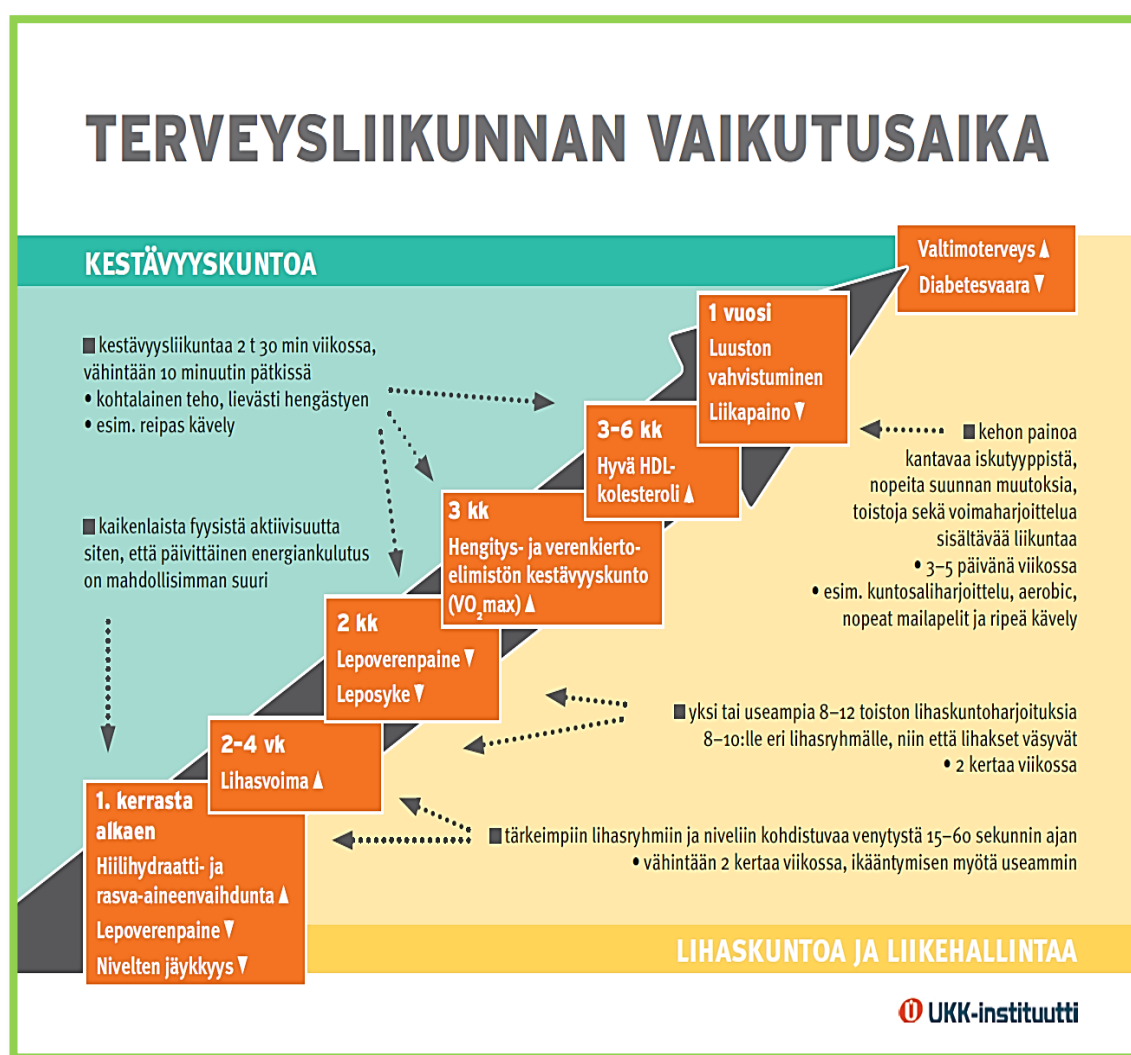 TERVEYSLIIKUNNAN VAIKUTUSAIKA
KESTÄVYYSKUNTOA
■ kestävyysliikuntaa 2 t 30 min viikossa,
vähintään 10 minuutin pätkissä
• kohtalainen teho, lievästi hengästyen
• esim. reipas kävely
■ kaikenlaista fyysistä aktiivisuutta
siten, että päivittäinen energiankulutus
on mahdollisimman suuri
Valtimoterveys ▲
Diabetesvaara ▼
1 vuosi
Luuston
vahvistuminen
Liikapaino ▼
3–6 kk
Hyvä HDL-
kolesteroli ▲
3 kk
Hengitys- ja verenkierto-
elimistön kestävyyskunto
(VO₂max) ▲
2 kk
Lepoverenpaine ▼
Leposyke ▼
2–4 vk
Lihasvoima ▲
1. kerrasta
alkaen
Hiilihydraatti- ja
rasva-aineenvaihdunta ▲
Lepoverenpaine ▼
Nivelten jäykkyys ▼
■ kehon painoa
kantavaa iskutyyppistä,
nopeita suunnan muutoksia,
toistoja sekä voimaharjoittelua
sisältävää liikuntaa
• 3–5 päivänä viikossa
• esim. kuntosaliharjoittelu, aerobic,
nopeat mailapelit ja ripeä kävely
■ yksi tai useampia 8–12 toiston lihaskuntoharjoituksia
8–10:lle eri lihasryhmälle, niin että lihakset väsyvät
• 2 kertaa viikossa
■ tärkeimpiin lihasryhmiin ja niveliin kohdistuvaa venytystä 15–60 sekunnin ajan
• vähintään 2 kertaa viikossa, ikääntymisen myötä useammin
LIHASKUNTOA JA LIIKEHALLINTAA
UKK-instituutti